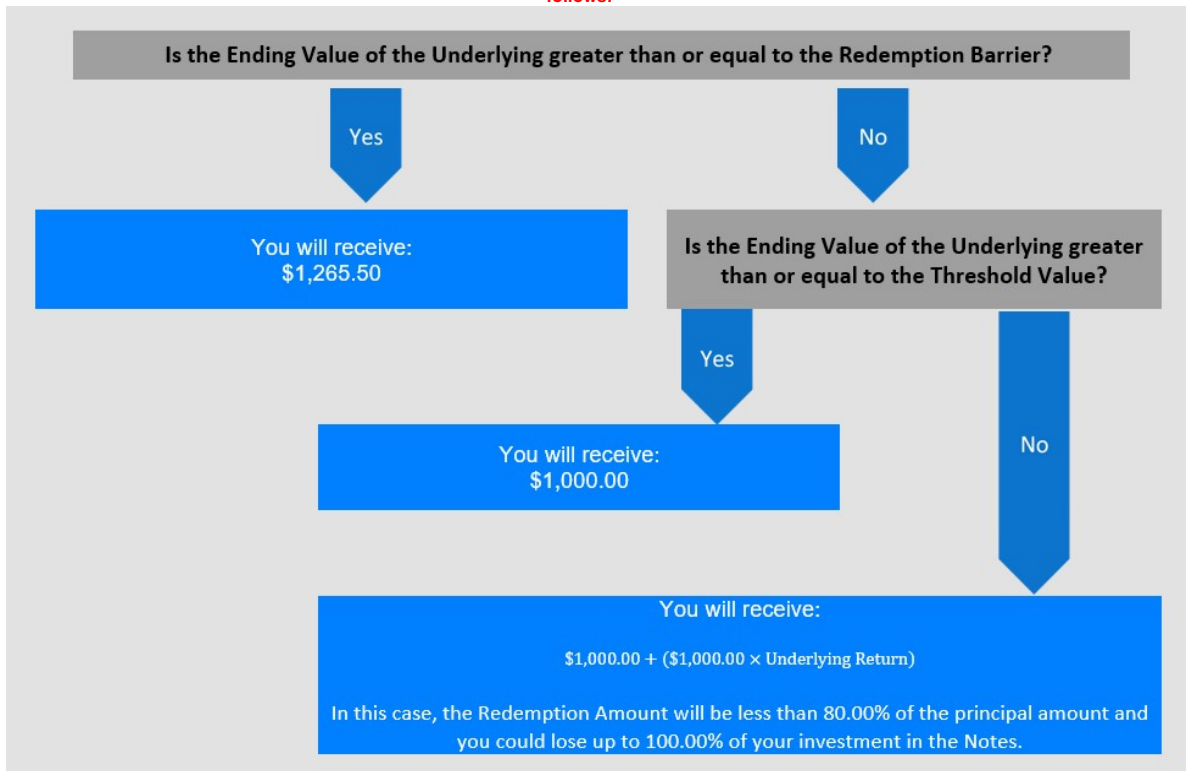 Is the Ending Value of the Underlying greater than or equal to the Redemption Barrier?
Yes
No
You will receive:
$1,265.50
Is the Ending Value of the Underlying greater
than or equal to the Threshold Value?
Yes
No
You will receive:
$1,000.00
You will receive:
$1,000.00 + ($1,000.00 × Underlying Return)
In this case, the Redemption Amount will be less than 80.00% of the principal amount and
you could lose up to 100.00% of your investment in the Notes.